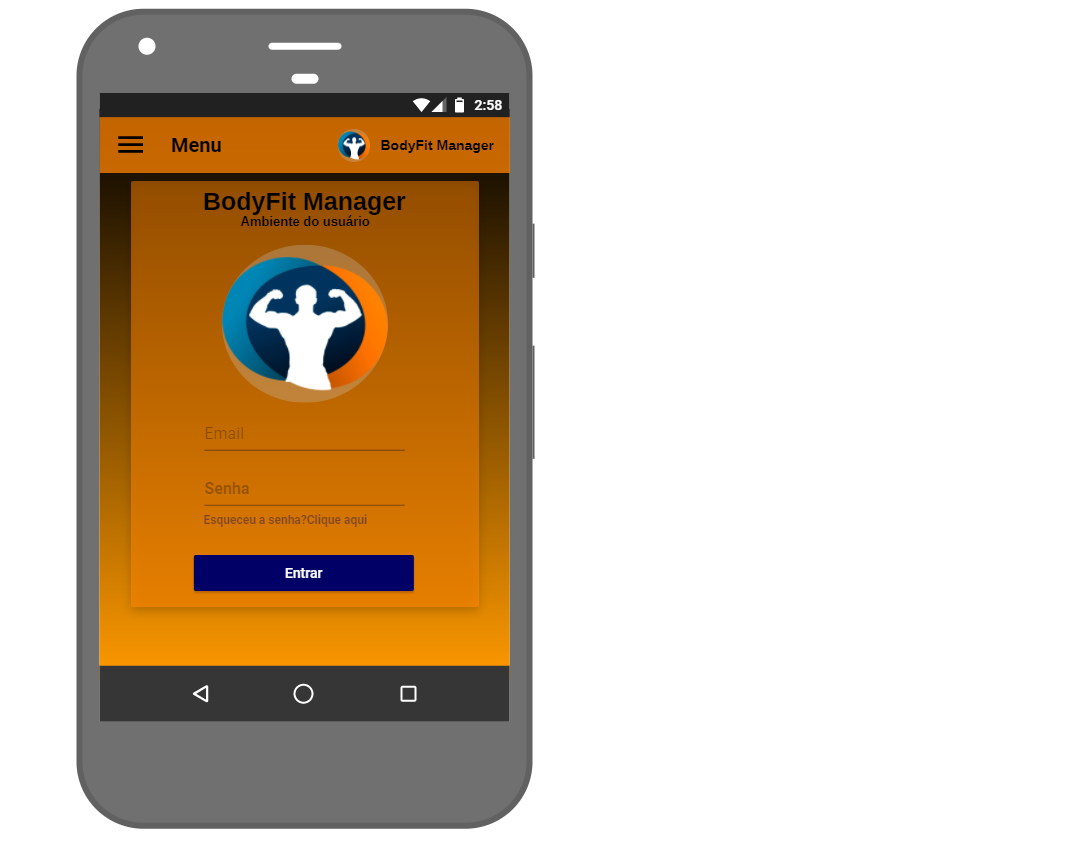 2:58
Menu
BodyFit Manager
BodyFit Manager
Ambiente do usuário
Email
Senha
Esqueceu a senha?Clique aqui
Entrar